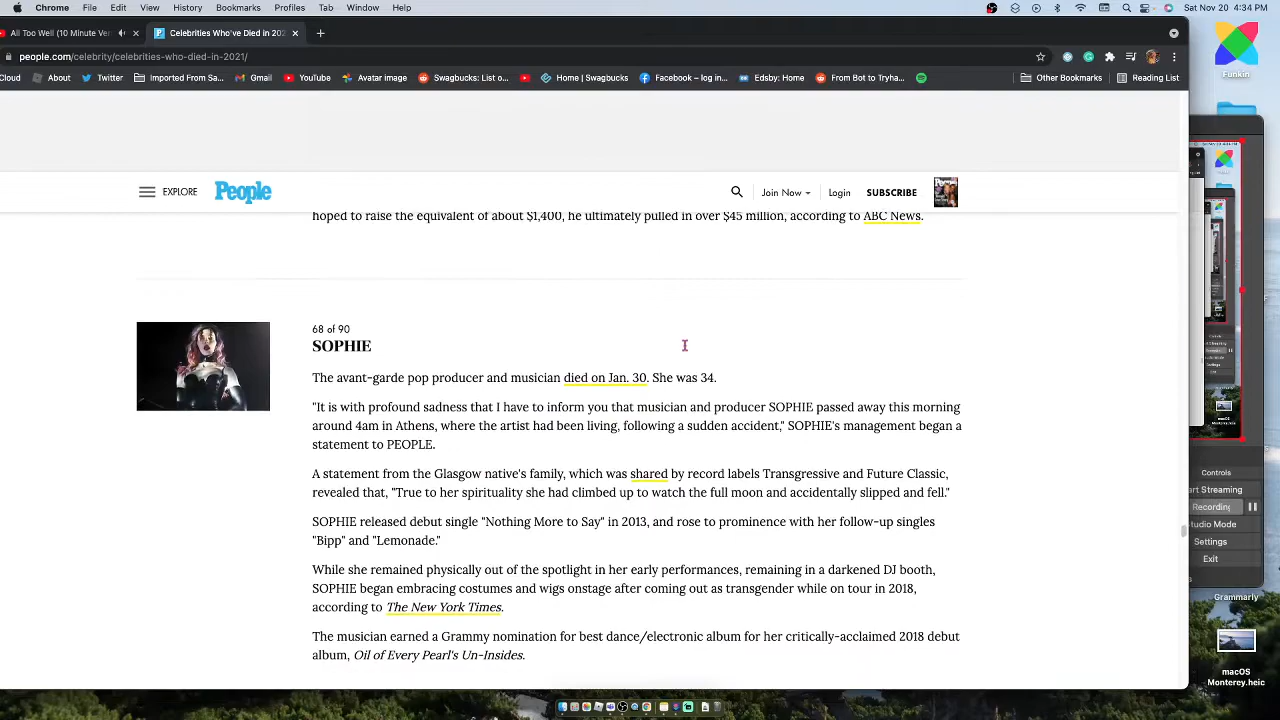 Chrome File Edit View History Bookmarks Profiles Tab Window Help
Sat Nov 20 4:34 PM
All Too Well (10 Minute Ver
Celebrities Who've Died in 202
people.com/celebrity/celebrities-who-died-in-2021/
Cloud About Twitter Imported From Sa... Gmail YouTube Avatar image Swagbucks: List o... Home | Swagbucks Facebook – log in... Edsby: Home From Bot to Tryha... Other Bookmarks Reading List
Funkin
EXPLORE People Join Now Login SUBSCRIBE
hoped to raise the equivalent of about $1,400, he ultimately pulled in over $45 million, according to ABC News.
68 of 90
SOPHIE
The avant-garde pop producer and musician died on Jan. 30. She was 34.
"It is with profound sadness that I have to inform you that musician and producer SOPHIE passed away this morning
around 4am in Athens, where the artist had been living, following a sudden accident," SOPHIE's management began a
statement to PEOPLE.
A statement from the Glasgow native's family, which was shared by record labels Transgressive and Future Classic,
revealed that, "True to her spirituality she had climbed up to watch the full moon and accidentally slipped and fell."
SOPHIE released debut single "Nothing More to Say" in 2013, and rose to prominence with her follow-up singles
"Bipp" and "Lemonade."
While she remained physically out of the spotlight in her early performances, remaining in a darkened DJ booth,
SOPHIE began embracing costumes and wigs onstage after coming out as transgender while on tour in 2018,
according to The New York Times.
The musician earned a Grammy nomination for best dance/electronic album for her critically-acclaimed 2018 debut
album, Oil of Every Pearl's Un-Insides.
Controls
art Streaming
Recording
tudio Mode
Settings
Exit
Grammarly
macOS
Monterey.heic